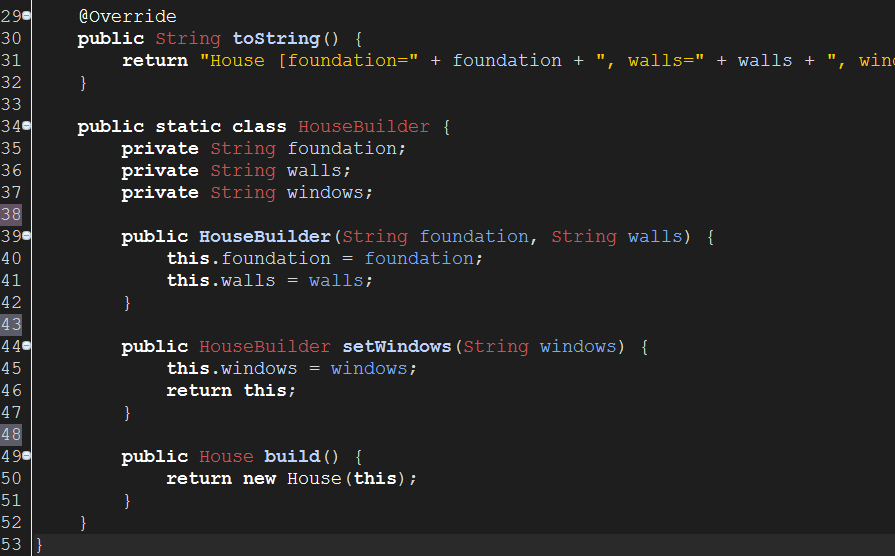 29 @Override
30 public String toString() {
31 return "House [foundation=" + foundation + ", walls=" + walls + ",
32 }
33
34 public static class HouseBuilder {
35 private String foundation;
36 private String walls;
37 private String windows;
38
39 public HouseBuilder(String foundation, String walls) {
40 this.foundation = foundation;
41 this.walls = walls;
42 }
43
44 public HouseBuilder setWindows(String windows) {
45 this.windows = windows;
46 return this;
47 }
48
49 public House build() {
50 return new House(this);
51 }
52 }
53 }